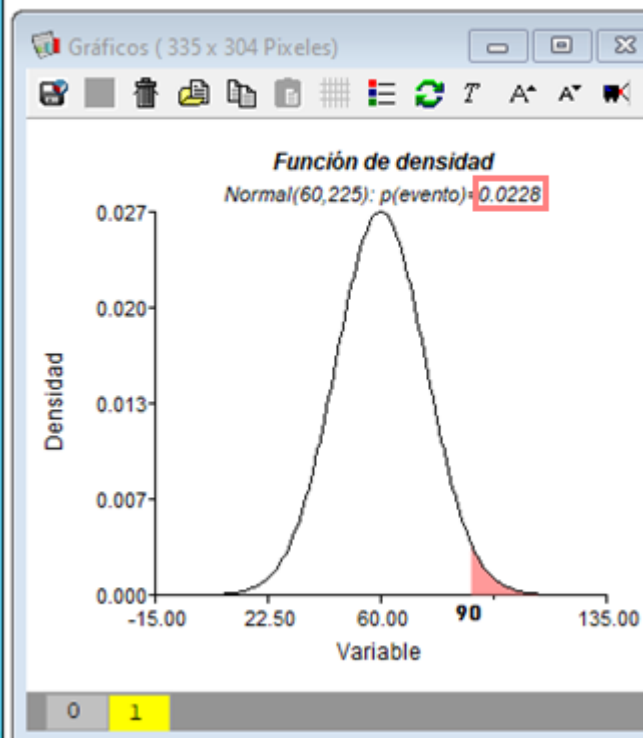 Gráficos ( 335 x 304 Pixeles)
T A A
Función de densidad
Normal(60,225): p(evento)=0.0228
0.027
0.020
0.013
0.007
0.000
Densidad
-15.00 22.50 60.00 90 135.00
Variable
0 1